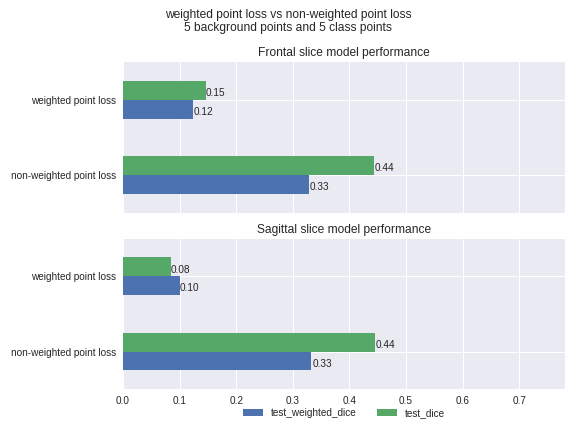 weighted point loss vs non-weighted point loss
5 background points and 5 class points
Frontal slice model performance
weighted point loss
0.15
0.12
non-weighted point loss
0.44
0.33
Sagittal slice model performance
weighted point loss
0.08
0.10
non-weighted point loss
0.44
0.33
0.0 0.1 0.2 0.3 0.4 0.5 0.6 0.7
test_weighted_dice test_dice